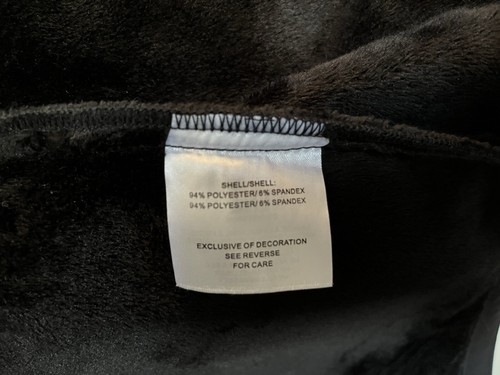 SHELL/SHELL:
94% POLYESTER/ 6% SPANDEX
94% POLYESTER/ 6% SPANDEX
EXCLUSIVE OF DECORATION
SEE REVERSE
FOR CARE